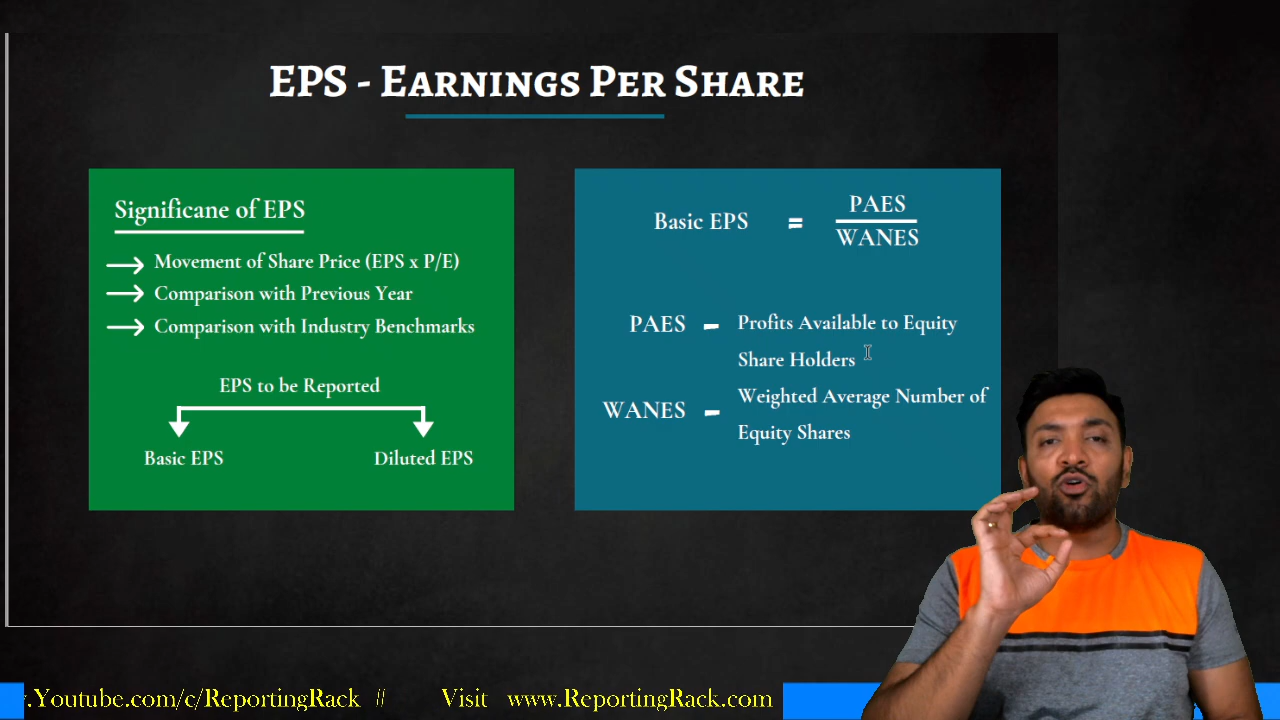 EPS - Earnings Per Share
Significane of EPS
Movement of Share Price (EPS x P/E)
Comparison with Previous Year
Comparison with Industry Benchmarks
EPS to be Reported
Basic EPS
Diluted EPS
Basic EPS = PAES
WANES
PAES - Profits Available to Equity
Share Holders
WANES - Weighted Average Number of
Equity Shares
.Youtube.com/c/ReportingRack // Visit www.ReportingRack.com